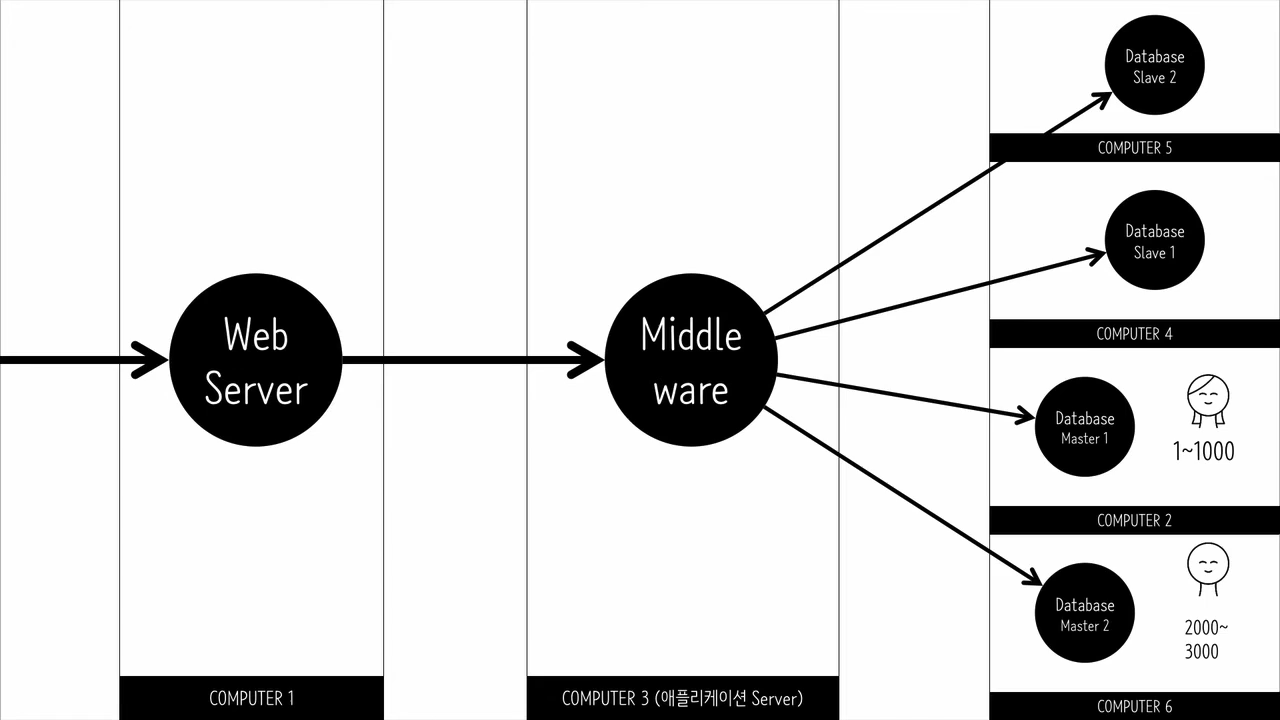 Web
Server
COMPUTER 1
Middle
ware
COMPUTER 3 (애플리케이션 Server)
Database
Slave 2
COMPUTER 5
Database
Slave 1
COMPUTER 4
Database
Master 1
1~1000
COMPUTER 2
Database
Master 2
2000~
3000
COMPUTER 6